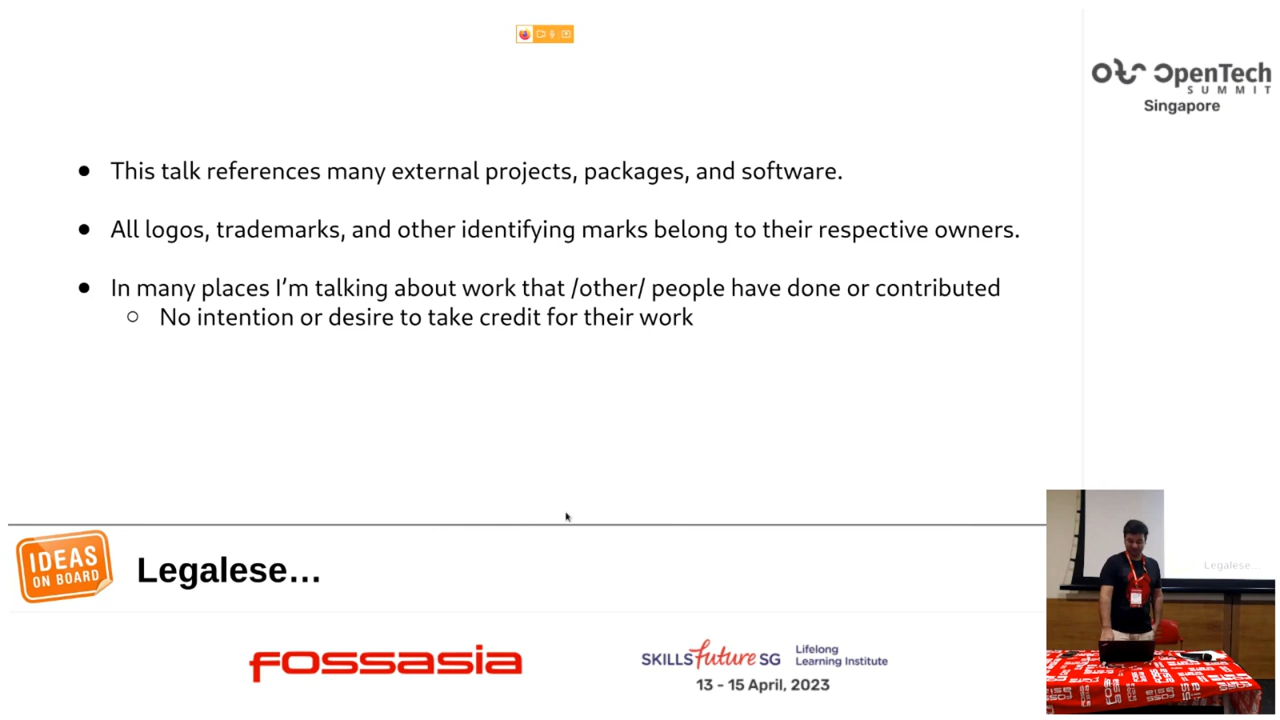 OpenTech
SUMMIT
Singapore
● This talk references many external projects, packages, and software.
● All logos, trademarks, and other identifying marks belong to their respective owners.
● In many places I’m talking about work that /other/ people have done or contributed
○ No intention or desire to take credit for their work
IDEAS
ON BOARD
Legalese...
Legalese...
fossasia
SKILLS future SG
Lifelong
Learning Institute
13 - 15 April, 2023